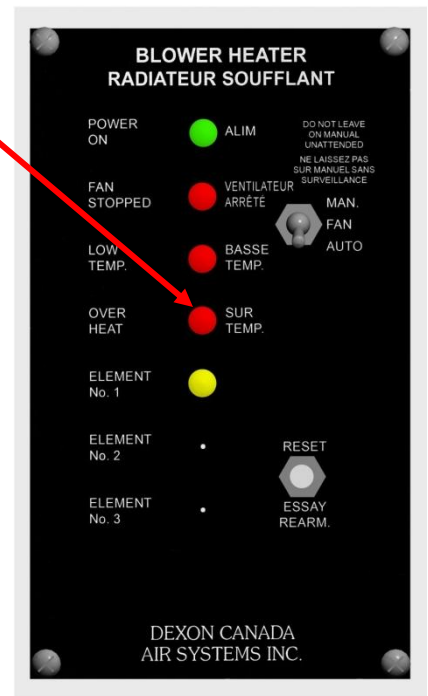 BLOWER HEATER
RADIATEUR SOUFFLANT
POWER
ON
ALIM
DO NOT LEAVE
ON MANUAL
UNATTENDED
NE LAISSEZ PAS
SUR MANUEL SANS
SURVEILLANCE
FAN
STOPPED
VENTILATEUR
ARRÊTÉ
MAN.
FAN
AUTO
LOW
TEMP.
BASSE
TEMP.
OVER
HEAT
SUR
TEMP.
ELEMENT
No. 1
ELEMENT
No. 2
RESET
ELEMENT
No. 3
ESSAY
REARM.
DEXON CANADA
AIR SYSTEMS INC.